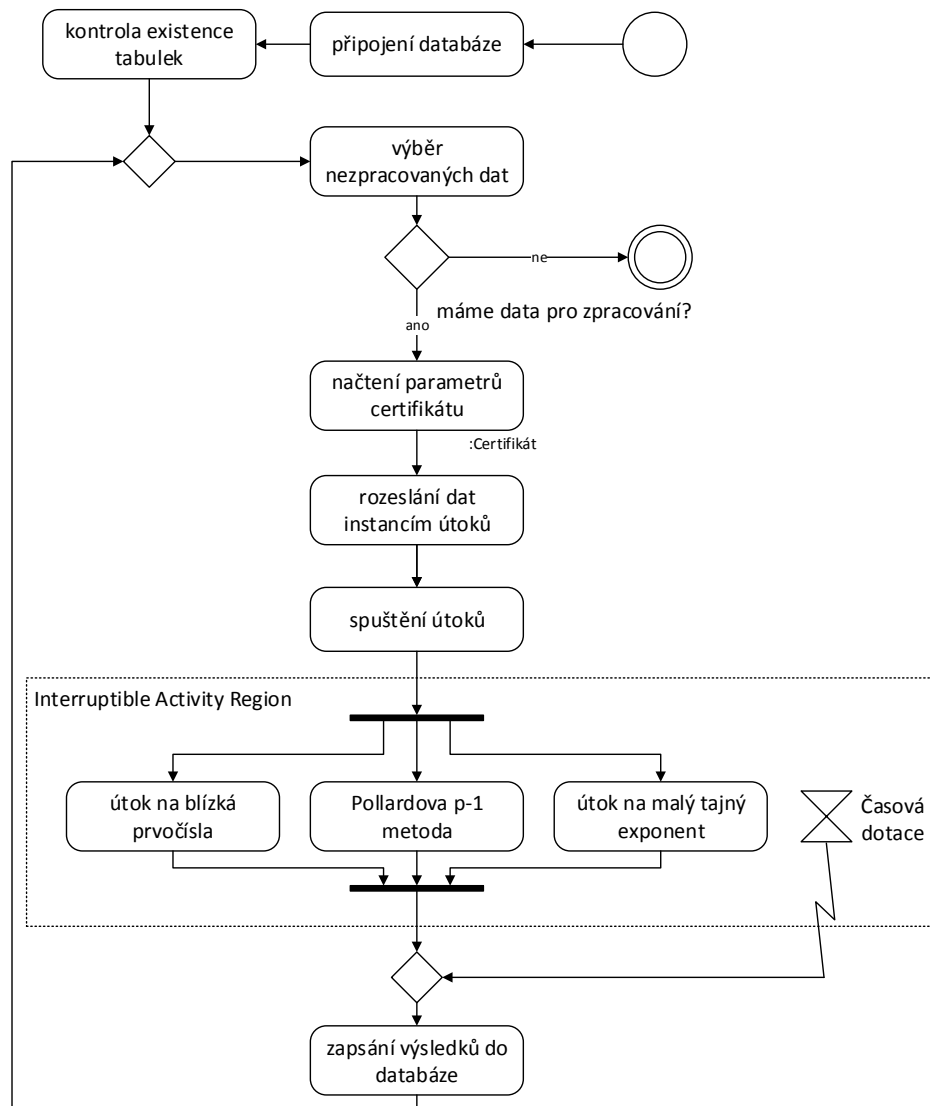 kontrola existence
tabulek
připojení databáze
výběr
nezpracovaných dat
ne
máme data pro zpracování?
ano
načtení parametrů
certifikátu
:Certifikát
rozeslání dat
instancím útoků
spuštění útoků
Interruptible Activity Region
útok na blízká
prvočísla
Pollardova p-1
metoda
útok na malý tajný
exponent
Časová
dotace
zapsání výsledků do
databáze